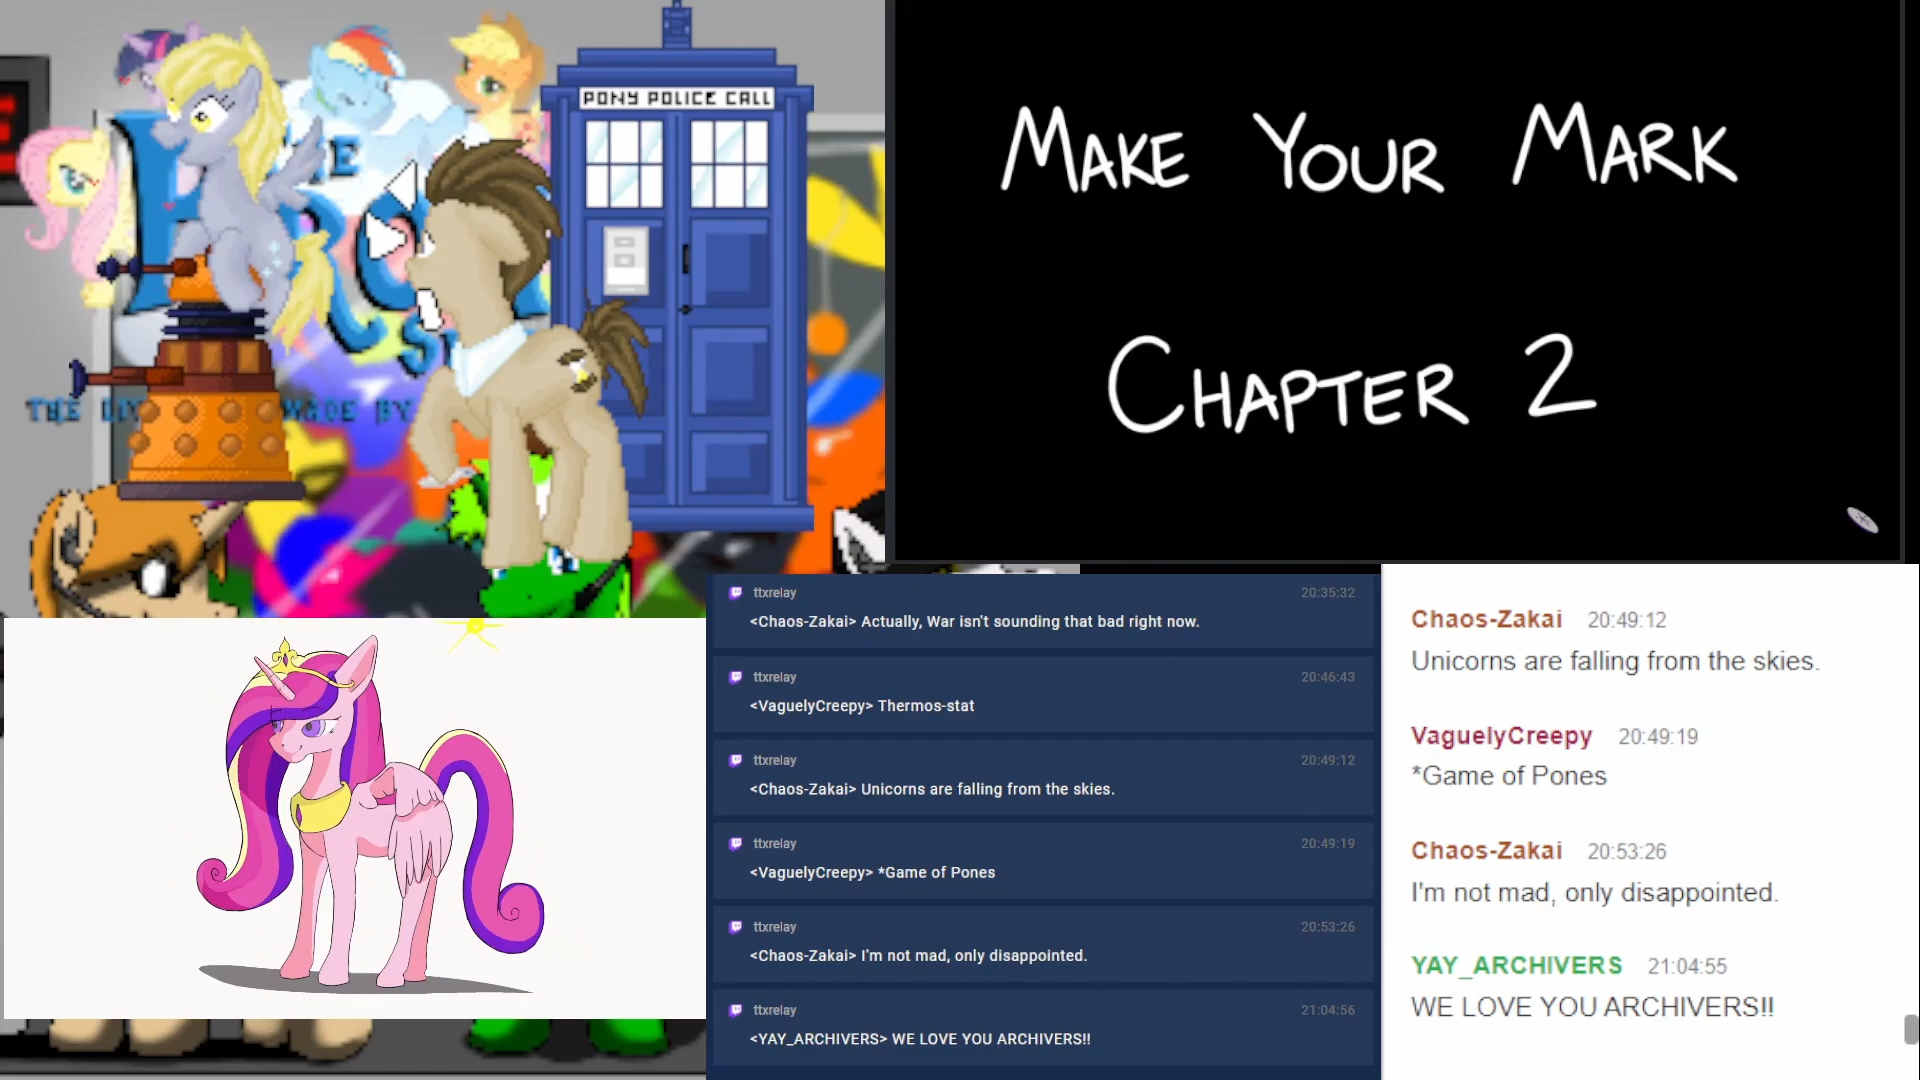 PONY POLICE CALL
THE
MADE BY
MAKE YOUR MARK
CHAPTER 2
ttxrelay 20:35:32
<Chaos-Zakai> Actually, War isn't sounding that bad right now.
ttxrelay 20:46:43
<VaguelyCreepy> Thermos-stat
ttxrelay 20:49:12
<Chaos-Zakai> Unicorns are falling from the skies.
ttxrelay 20:49:19
<VaguelyCreepy> *Game of Pones
ttxrelay 20:53:26
<Chaos-Zakai> I'm not mad, only disappointed.
ttxrelay 21:04:56
<YAY_ARCHIVERS> WE LOVE YOU ARCHIVERS!!
Chaos-Zakai 20:49:12
Unicorns are falling from the skies.
VaguelyCreepy 20:49:19
*Game of Pones
Chaos-Zakai 20:53:26
I'm not mad, only disappointed.
YAY_ARCHIVERS 21:04:55
WE LOVE YOU ARCHIVERS!!